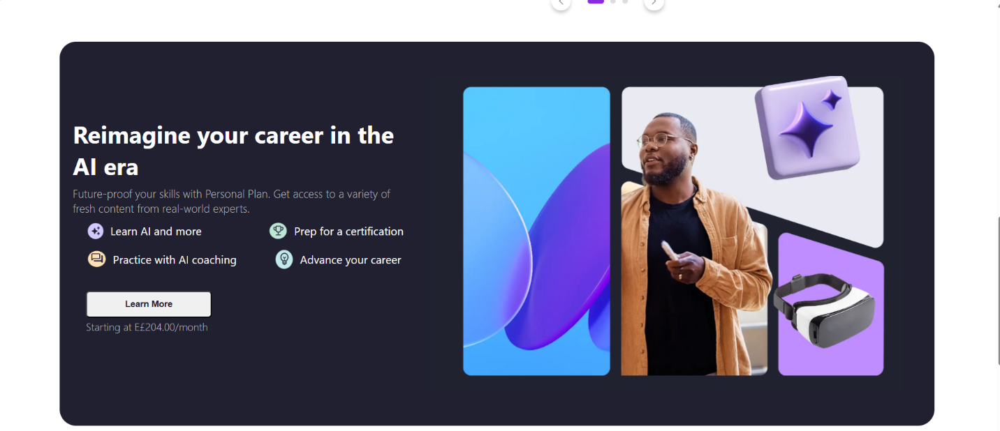 Reimagine your career in the
AI era
Future-proof your skills with Personal Plan. Get access to a variety of
fresh content from real-world experts.
Learn AI and more
Prep for a certification
Practice with AI coaching
Advance your career
Learn More
Starting at E£204.00/month